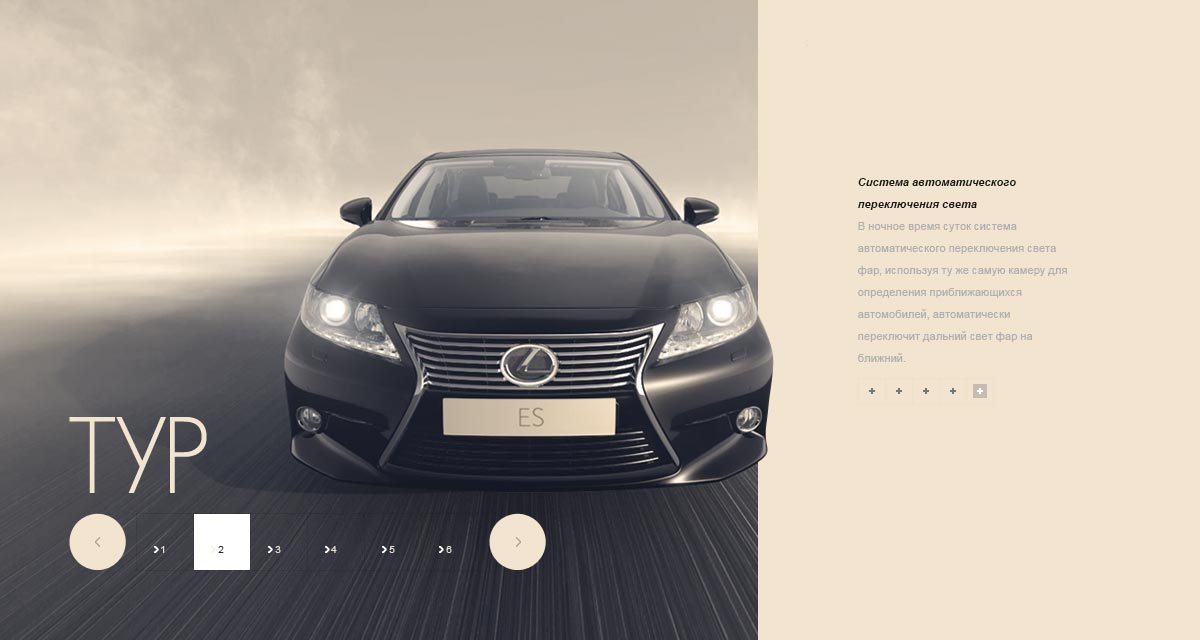 Система автоматического
переключения света
В ночное время суток система
автоматического переключения света
фар, используя ту же самую камеру для
определения приближающихся
автомобилей, автоматически
переключит дальний свет фар на
ближний.
ES
ТУР
1 2 3 4 5 6